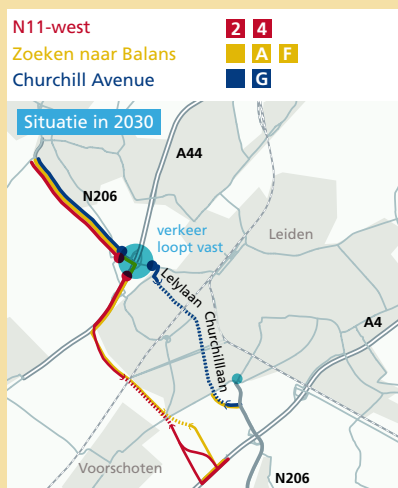 N11-west 2 4
Zoeken naar Balans A F
Churchill Avenue G
Situatie in 2030
A44
N206
verkeer
loopt vast
Leiden
Lelylaan
Churchilllaan
A4
Voorschoten
N206